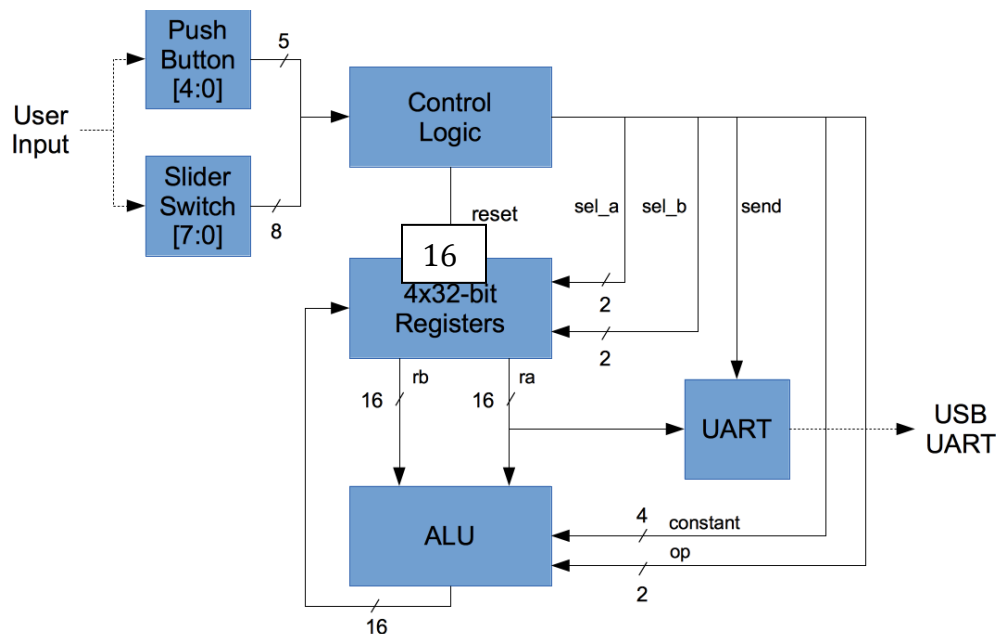 Push
Button
[4:0]
5
User
Input
Slider
Switch
[7:0]
8
Control
Logic
reset
sel_a
sel_b
send
16
4x32-bit
Registers
2
2
rb
ra
16
16
UART
USB
UART
ALU
4
constant
op
2
16